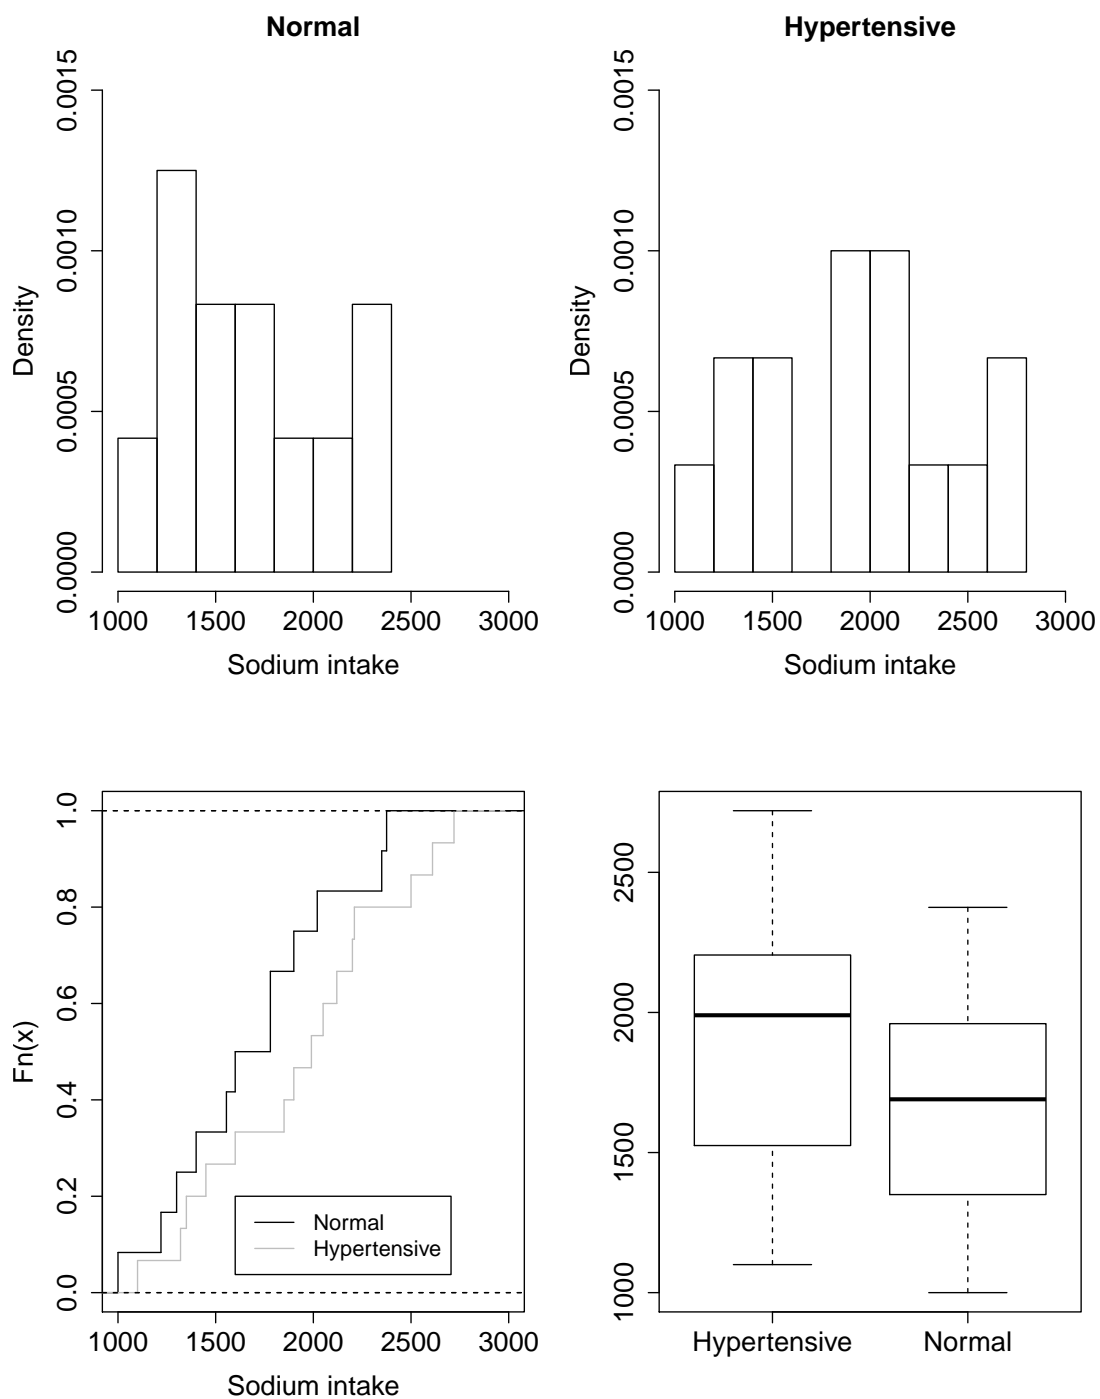 Normal
0.0015
0.0010
0.0005
0.0000
Density
1000 1500 2000 2500 3000
Sodium intake
Hypertensive
0.0015
0.0010
0.0005
0.0000
Density
1000 1500 2000 2500 3000
Sodium intake
1.0
0.8
0.6
0.4
0.2
0.0
Fn(x)
Normal
Hypertensive
1000 1500 2000 2500 3000
Sodium intake
2500
2000
1500
1000
Hypertensive Normal